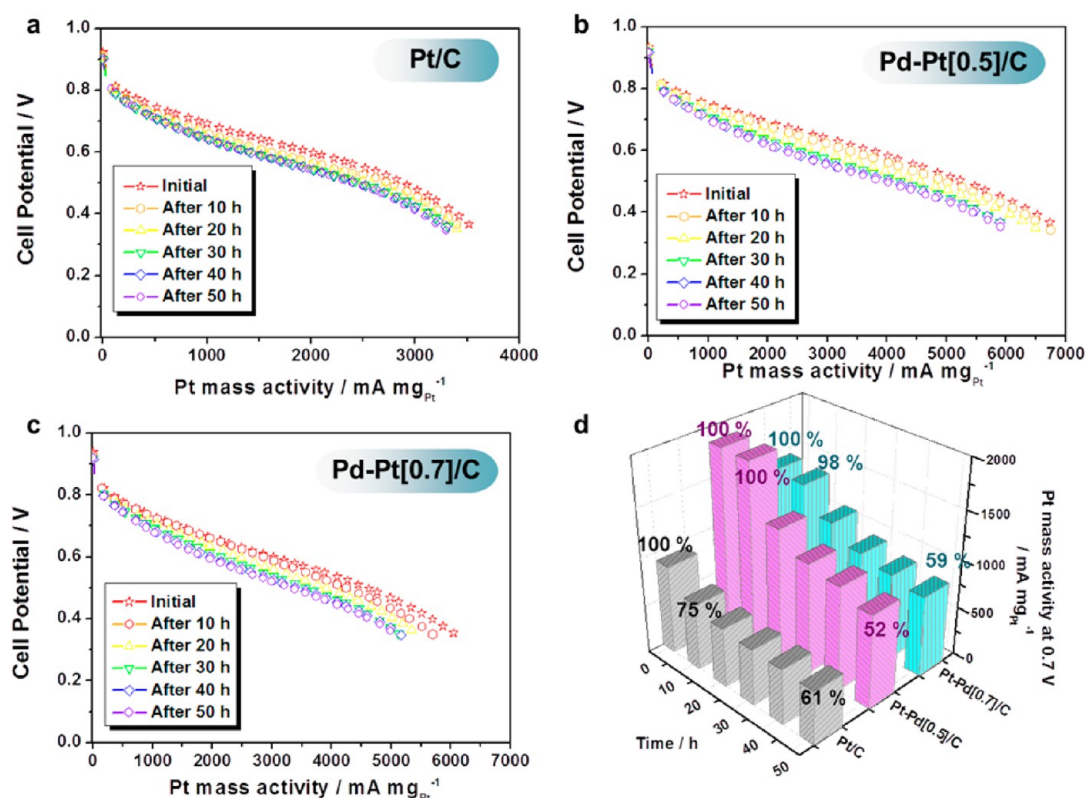 a
Pt/C
1.0
0.8
0.6
0.4
0.2
0.0
Cell Potential / V
Initial
After 10 h
After 20 h
After 30 h
After 40 h
After 50 h
0 1000 2000 3000 4000
Pt mass activity / mA mgPt-1
b
Pd-Pt[0.5]/C
1.0
0.8
0.6
0.4
0.2
0.0
Cell Potential / V
Initial
After 10 h
After 20 h
After 30 h
After 40 h
After 50 h
0 1000 2000 3000 4000 5000 6000 7000
Pt mass activity / mA mgPt-1
c
Pd-Pt[0.7]/C
1.0
0.8
0.6
0.4
0.2
0.0
Cell Potential / V
Initial
After 10 h
After 20 h
After 30 h
After 40 h
After 50 h
0 1000 2000 3000 4000 5000 6000 7000
Pt mass activity / mA mgPt-1
d
100 %
100 %
100 %
98 %
100 %
75 %
59 %
52 %
61 %
2000
1500
1000
500
0
Pt mass activity at 0.7 V
/ mA mgPt-1
0
10
20
30
40
50
Time / h
Pt/C
Pt-Pd[0.5]/C
Pt-Pd[0.7]/C